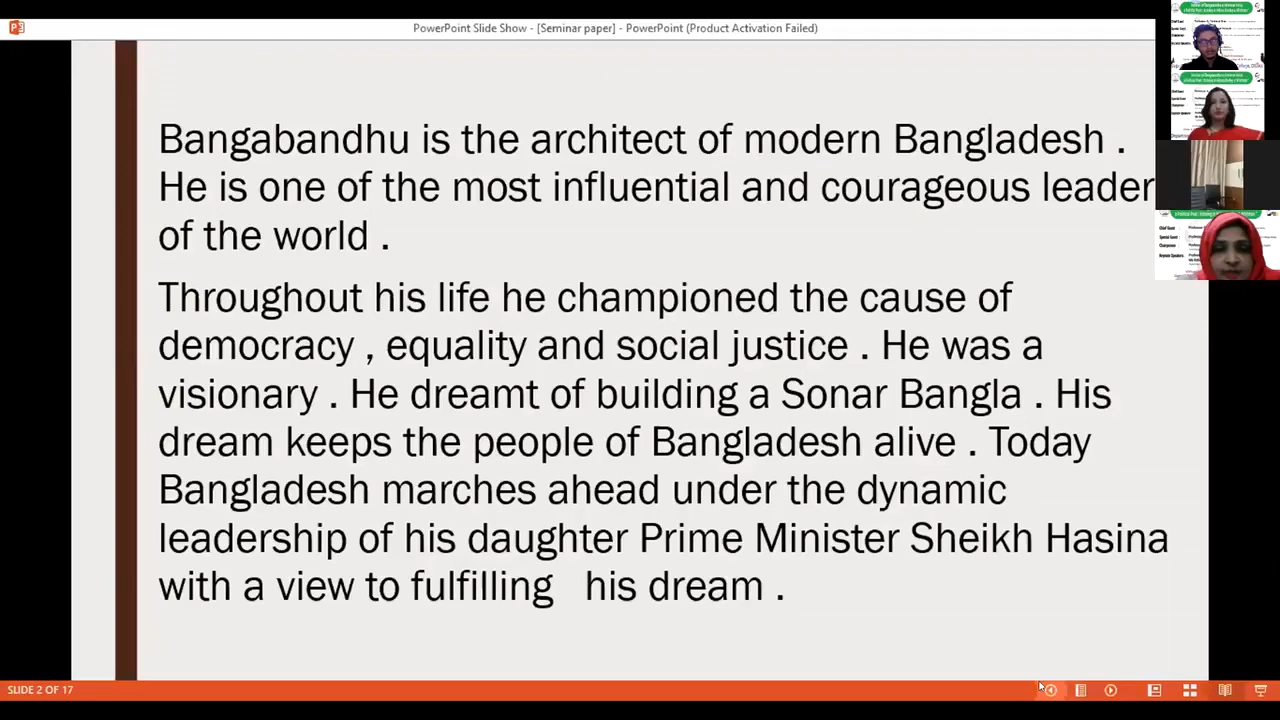 PowerPoint Slide Show - [Seminar paper] - PowerPoint (Product Activation Failed)
Bangabandhu is the architect of modern Bangladesh .
He is one of the most influential and courageous leader
of the world .
Throughout his life he championed the cause of
democracy , equality and social justice . He was a
visionary . He dreamt of building a Sonar Bangla . His
dream keeps the people of Bangladesh alive . Today
Bangladesh marches ahead under the dynamic
leadership of his daughter Prime Minister Sheikh Hasina
with a view to fulfilling   his dream .
SLIDE 2 OF 17